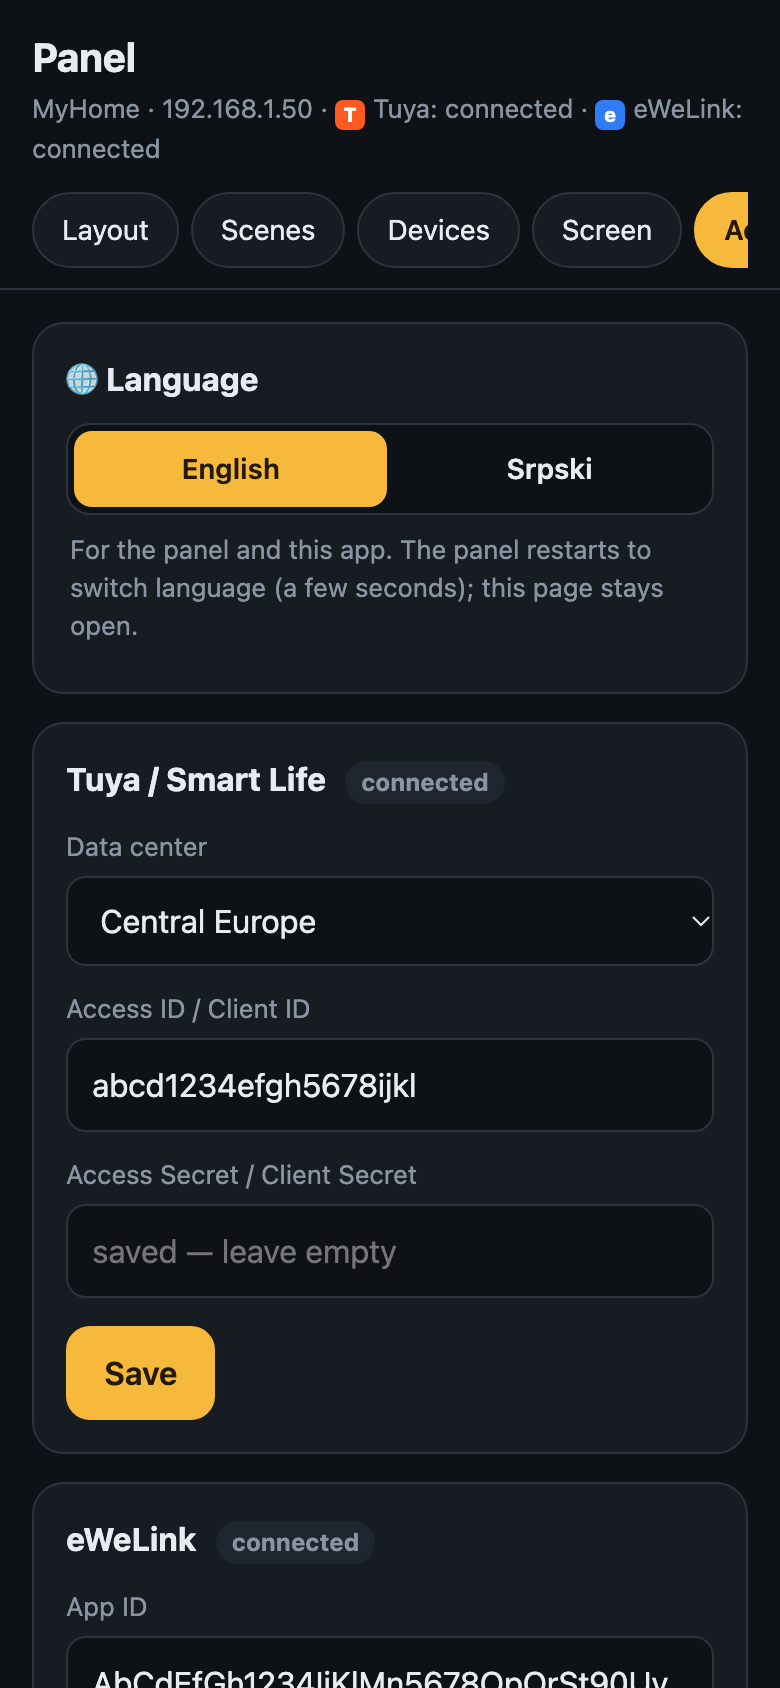 Panel
MyHome · 192.168.1.50 · T Tuya: connected · e eWeLink:
connected
Layout Scenes Devices Screen
Language
English Srpski
For the panel and this app. The panel restarts to
switch language (a few seconds); this page stays
open.
Tuya / Smart Life connected
Data center
Central Europe
Access ID / Client ID
abcd1234efgh5678ijkl
Access Secret / Client Secret
saved — leave empty
Save
eWeLink connected
App ID